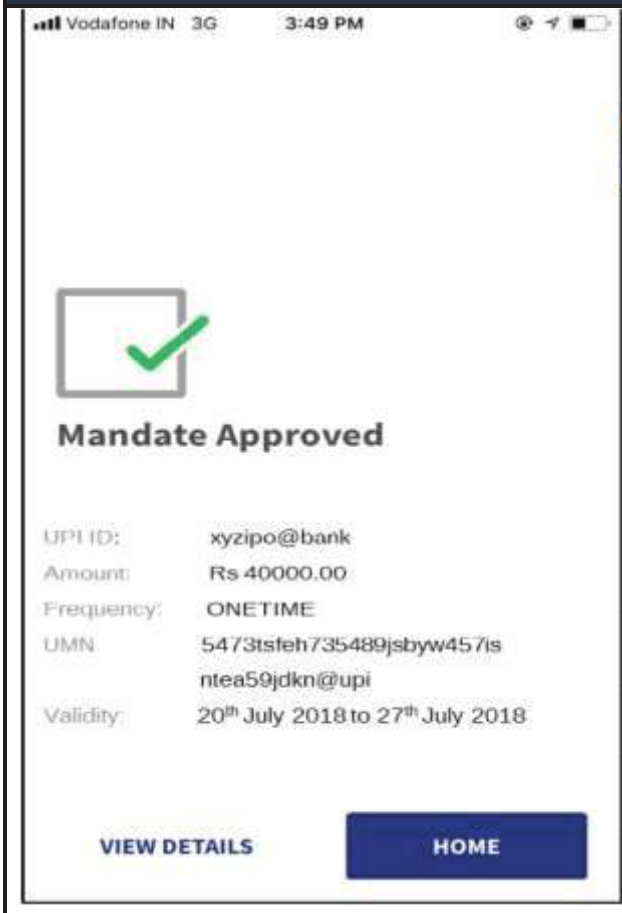 Vodafone IN 3G 3:49 PM
Mandate Approved
UPI ID: xyzipo@bank
Amount: Rs 40000.00
Frequency: ONETIME
UMN 5473tsfeh735489jsbyw457is
ntea59jdkn@upi
Validity: 20th July 2018 to 27th July 2018
VIEW DETAILS HOME